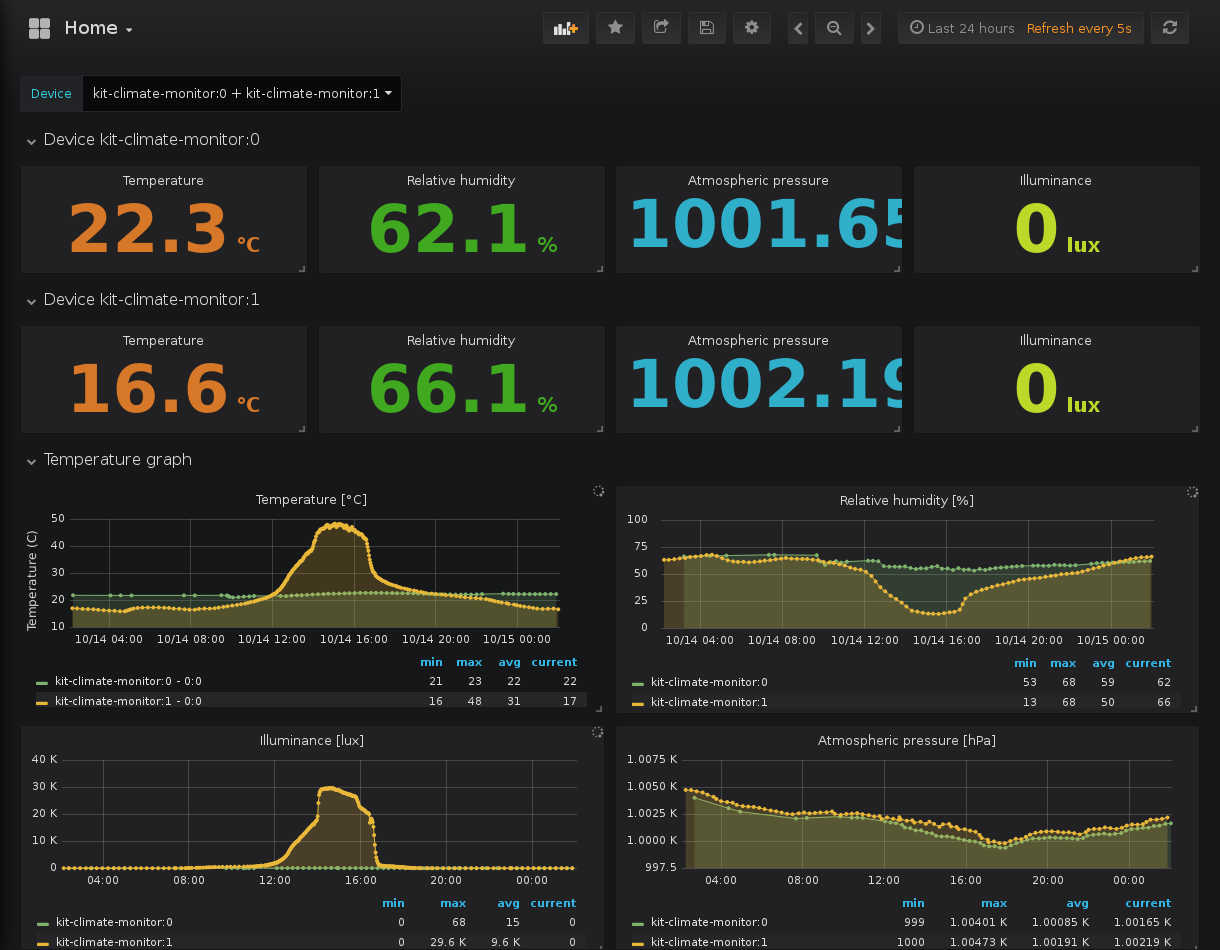 Home
Last 24 hours Refresh every 5s
Device kit-climate-monitor:0 + kit-climate-monitor:1
Device kit-climate-monitor:0
Temperature Relative humidity Atmospheric pressure Illuminance
22.3 °C 62.1 % 1001.65 0 lux
Device kit-climate-monitor:1
Temperature Relative humidity Atmospheric pressure Illuminance
16.6 °C 66.1 % 1002.19 0 lux
Temperature graph
Temperature [°C]
Temperature (C)
50
40
30
20
10
10/14 04:00 10/14 08:00 10/14 12:00 10/14 16:00 10/14 20:00 10/15 00:00
min max avg current
kit-climate-monitor:0 - 0:0 21 23 22 22
kit-climate-monitor:1 - 0:0 16 48 31 17
Relative humidity [%]
100
75
50
25
0
10/14 04:00 10/14 08:00 10/14 12:00 10/14 16:00 10/14 20:00 10/15 00:00
min max avg current
kit-climate-monitor:0 53 68 59 62
kit-climate-monitor:1 13 68 50 66
Illuminance [lux]
40 K
30 K
20 K
10 K
0
04:00 08:00 12:00 16:00 20:00 00:00
min max avg current
kit-climate-monitor:0 0 68 15 0
kit-climate-monitor:1 0 29.6 K 9.6 K 0
Atmospheric pressure [hPa]
1.0075 K
1.0050 K
1.0025 K
1.0000 K
997.5
04:00 08:00 12:00 16:00 20:00 00:00
min max avg current
kit-climate-monitor:0 999 1.00401 K 1.00085 K 1.00165 K
kit-climate-monitor:1 1000 1.00473 K 1.00191 K 1.00219 K